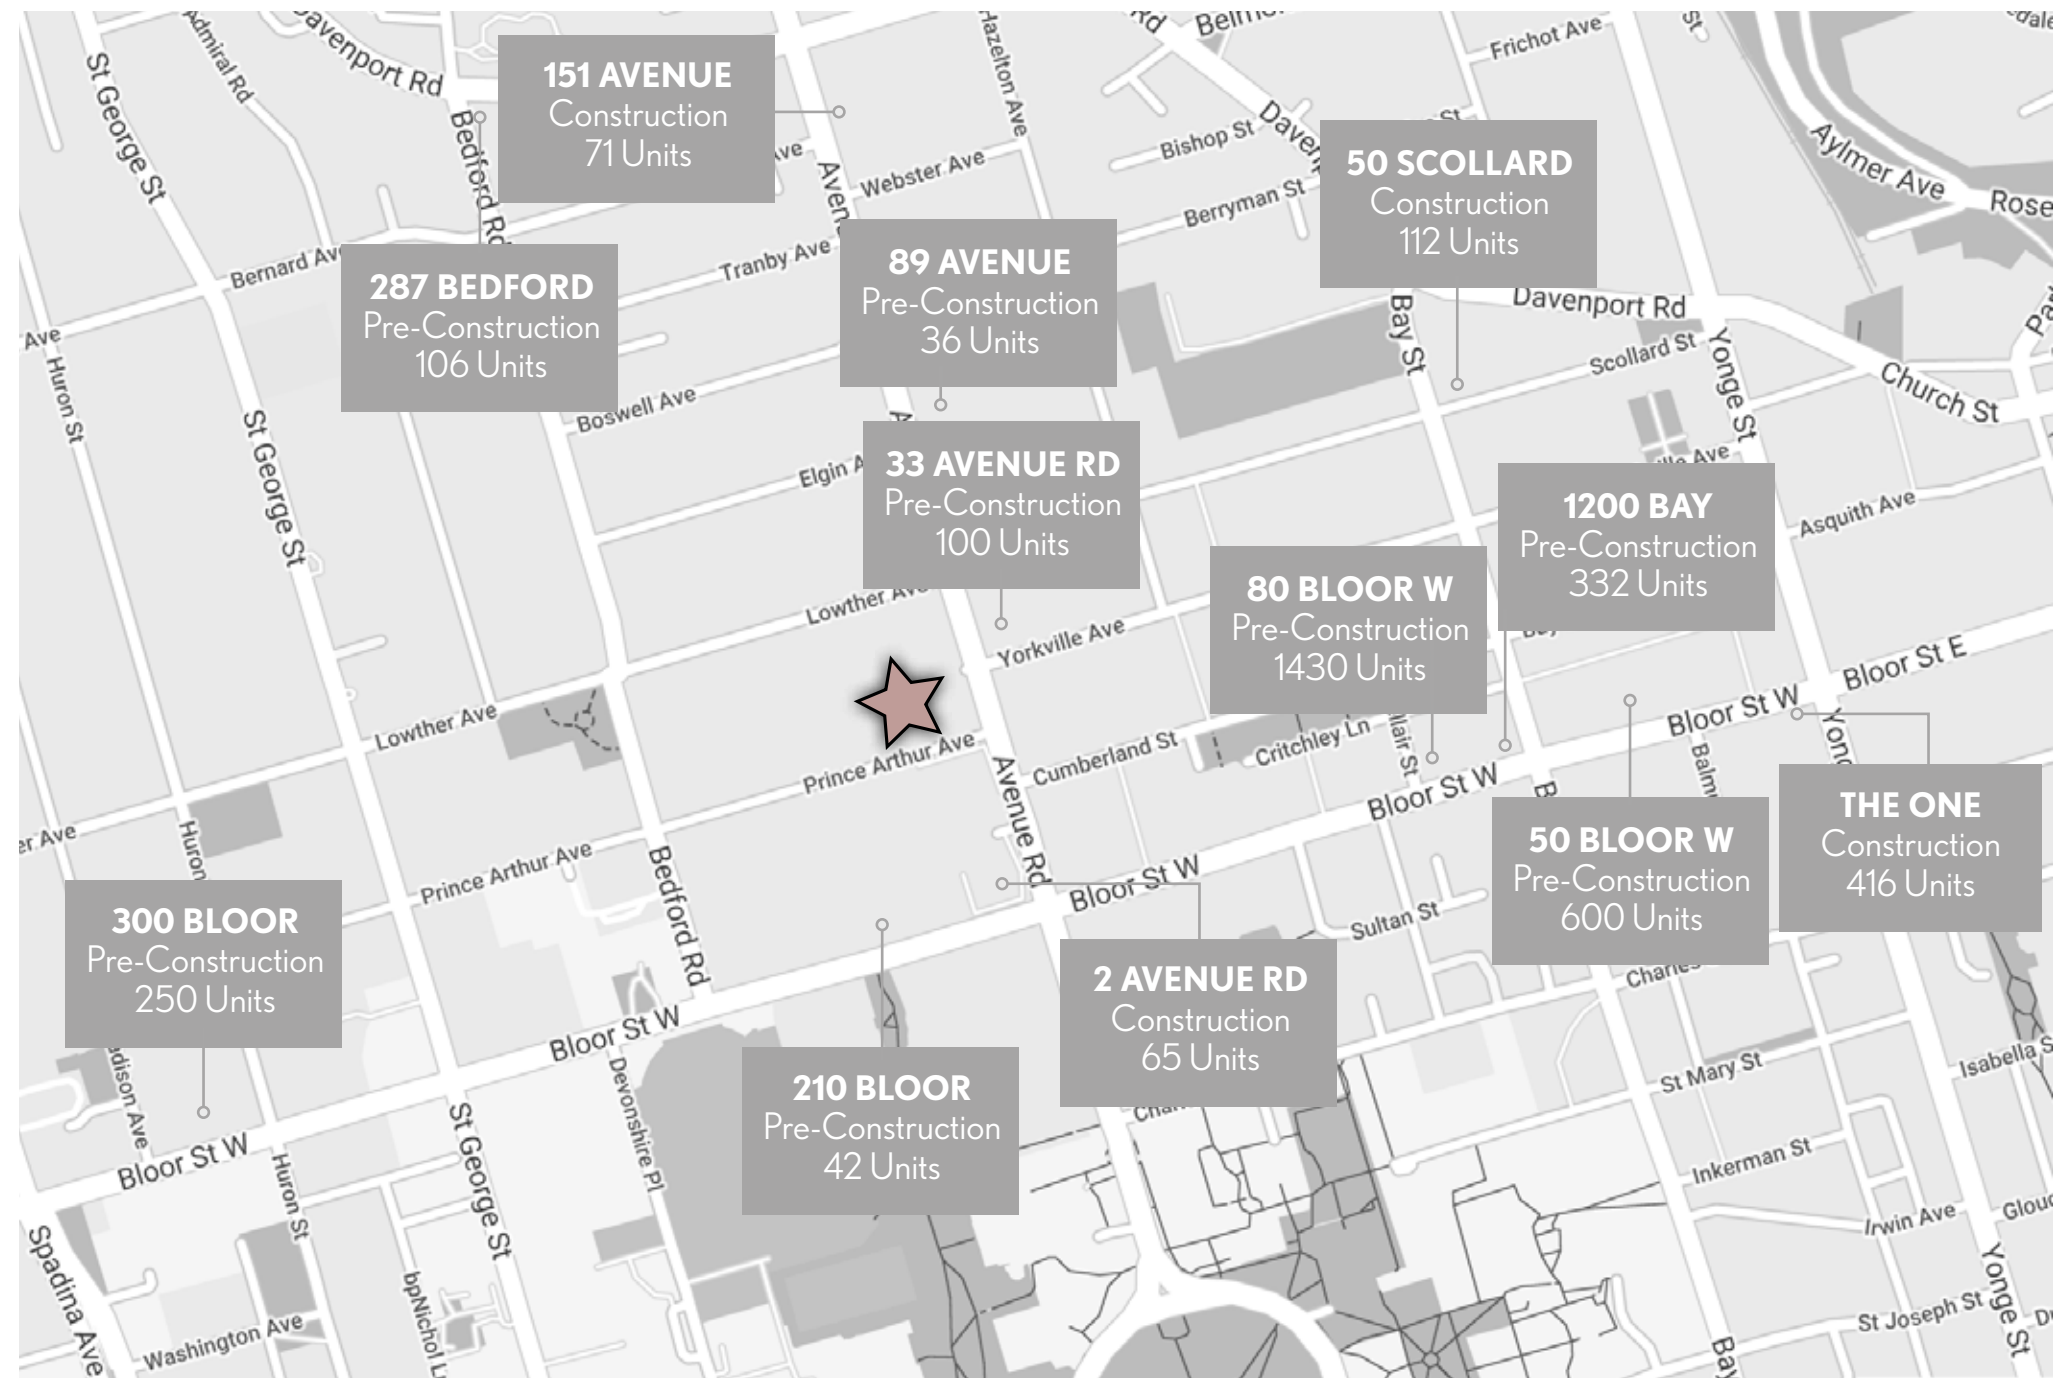 Davenport Rd
Admiral Rd
St George St
Bedford Rd
Hazelton Ave
Rd
Frichot Ave
St
151 AVENUE
Construction
71 Units
Webster Ave
Bishop St
Berryman St
50 SCOLLARD
Construction
112 Units
Aylmer Ave
Bernard Ave
Tranby Ave
287 BEDFORD
Pre-Construction
106 Units
89 AVENUE
Pre-Construction
36 Units
Davenport Rd
Bay St
Scollard St
Yonge St
Church St
Ave
Huron St
St George St
Boswell Ave
33 AVENUE RD
Pre-Construction
100 Units
1200 BAY
Pre-Construction
332 Units
Ave
Asquith Ave
80 BLOOR W
Pre-Construction
1430 Units
Lowther Ave
Yorkville Ave
Bloor St E
Bloor St W
Lowther Ave
Prince Arthur Ave
Cumberland St
Critchley Ln
Avenue Rd
Bloor St W
50 BLOOR W
Pre-Construction
600 Units
THE ONE
Construction
416 Units
Ave
Huron
Prince Arthur Ave
Bedford Rd
Bloor St W
Sultan St
300 BLOOR
Pre-Construction
250 Units
2 AVENUE RD
Construction
65 Units
Charles
Bloor St W
210 BLOOR
Pre-Construction
42 Units
Devonshire Pl
St Mary St
Isabella S
Bloor St W
Huron St
St George St
Inkerman St
Irwin Ave
Spadina Ave
Washington Ave
St Joseph St
Yonge St
Bay